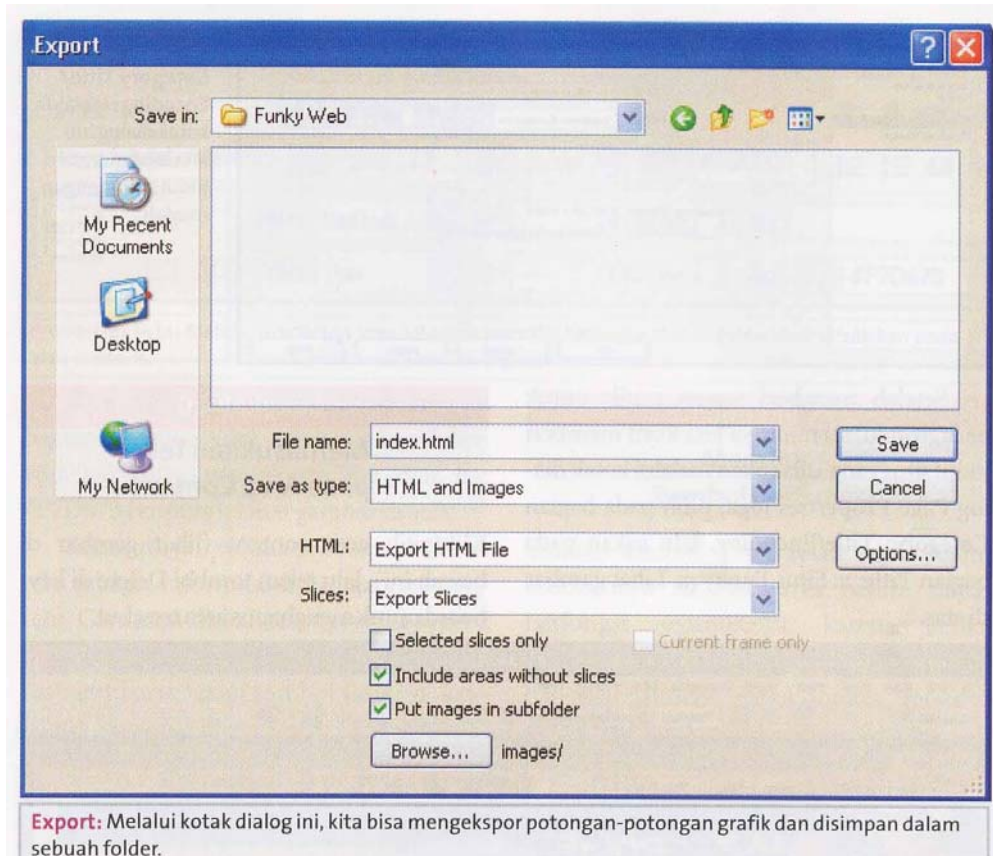 Export
Save in: Funky Web
My Recent
Documents
Desktop
My Network
File name: index.html Save
Save as type: HTML and Images Cancel
HTML: Export HTML File Options...
Slices: Export Slices
Selected slices only Current frame only
Include areas without slices
Put images in subfolder
Browse... images/
Export: Melalui kotak dialog ini, kita bisa mengekspor potongan-potongan grafik dan disimpan dalam
sebuah folder.